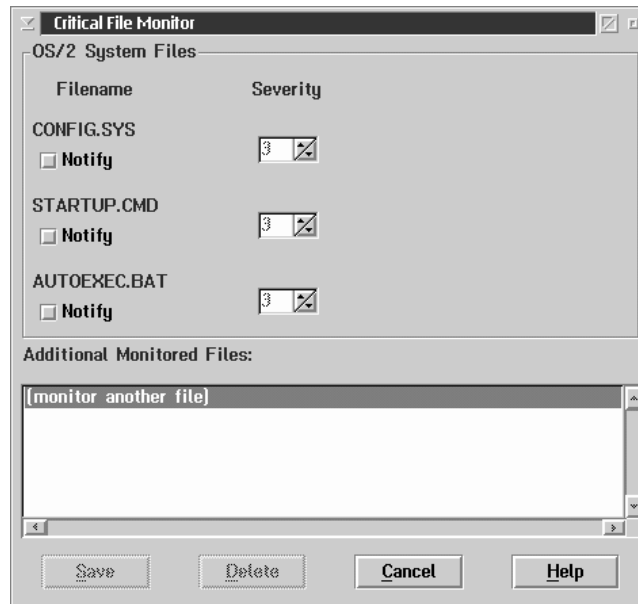 Critical File Monitor
OS/2 System Files
Filename Severity
CONFIG.SYS
Notify 3
STARTUP.CMD
Notify 3
AUTOEXEC.BAT
Notify 3
Additional Monitored Files:
(monitor another file)
Save Delete Cancel Help